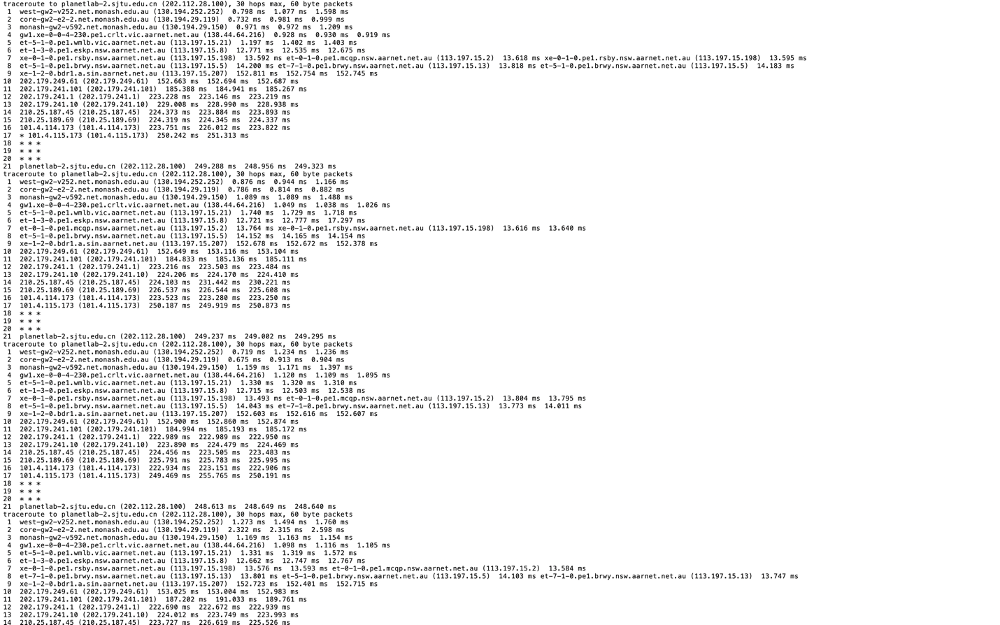 traceroute to planetlab-2.sjtu.edu.cn (202.112.28.100), 30 hops max, 60 byte packets
1 west-gw2-v252.net.monash.edu.au (130.194.252.252) 0.798 ms 1.077 ms 1.598 ms
2 core-gw2-e2-2.net.monash.edu.au (130.194.29.119) 0.732 ms 0.981 ms 0.999 ms
3 monash-gw2-v592.net.monash.edu.au (130.194.29.150) 0.971 ms 0.972 ms 1.209 ms
4 gw1.xe-0-0-4-230.pe1.crlt.vic.aarnet.net.au (138.44.64.216) 0.928 ms 0.930 ms 0.919 ms
5 et-5-1-0.pe1.wmlb.vic.aarnet.net.au (113.197.15.21) 1.197 ms 1.402 ms 1.403 ms
6 et-1-3-0.pe1.eskp.nsw.aarnet.net.au (113.197.15.8) 12.771 ms 12.535 ms 12.675 ms
7 xe-0-1-0.pe1.rsby.nsw.aarnet.net.au (113.197.15.198) 13.592 ms et-0-1-0.pe1.mcqp.nsw.aarnet.net.au (113.197.15.2) 13.618 ms xe-0-1-0.pe1.rsby.nsw.aarnet.net.au (113.197.15.198) 13.595 ms
8 et-5-1-0.pe1.brwy.nsw.aarnet.net.au (113.197.15.5) 14.200 ms et-7-1-0.pe1.brwy.nsw.aarnet.net.au (113.197.15.13) 13.818 ms et-5-1-0.pe1.brwy.nsw.aarnet.net.au (113.197.15.5) 14.183 ms
9 xe-1-2-0.bdr1.a.sin.aarnet.net.au (113.197.15.207) 152.811 ms 152.754 ms 152.745 ms
10 202.179.249.61 (202.179.249.61) 152.663 ms 152.694 ms 152.687 ms
11 202.179.241.101 (202.179.241.101) 185.388 ms 184.941 ms 185.267 ms
12 202.179.241.1 (202.179.241.1) 223.228 ms 223.146 ms 223.219 ms
13 202.179.241.10 (202.179.241.10) 229.008 ms 228.990 ms 228.938 ms
14 210.25.187.45 (210.25.187.45) 224.373 ms 223.884 ms 223.893 ms
15 210.25.189.69 (210.25.189.69) 224.319 ms 224.345 ms 224.337 ms
16 101.4.114.173 (101.4.114.173) 223.751 ms 226.012 ms 223.822 ms
17 * 101.4.115.173 (101.4.115.173) 250.242 ms 251.313 ms
18 * * *
19 * * *
20 * * *
21 planetlab-2.sjtu.edu.cn (202.112.28.100) 249.288 ms 248.956 ms 249.323 ms
traceroute to planetlab-2.sjtu.edu.cn (202.112.28.100), 30 hops max, 60 byte packets
1 west-gw2-v252.net.monash.edu.au (130.194.252.252) 0.876 ms 0.944 ms 1.166 ms
2 core-gw2-e2-2.net.monash.edu.au (130.194.29.119) 0.786 ms 0.814 ms 0.882 ms
3 monash-gw2-v592.net.monash.edu.au (130.194.29.150) 1.089 ms 1.089 ms 1.488 ms
4 gw1.xe-0-0-4-230.pe1.crlt.vic.aarnet.net.au (138.44.64.216) 1.049 ms 1.038 ms 1.026 ms
5 et-5-1-0.pe1.wmlb.vic.aarnet.net.au (113.197.15.21) 1.740 ms 1.729 ms 1.718 ms
6 et-1-3-0.pe1.eskp.nsw.aarnet.net.au (113.197.15.8) 12.721 ms 12.777 ms 17.297 ms
7 et-0-1-0.pe1.mcqp.nsw.aarnet.net.au (113.197.15.2) 13.764 ms xe-0-1-0.pe1.rsby.nsw.aarnet.net.au (113.197.15.198) 13.616 ms 13.640 ms
8 et-5-1-0.pe1.brwy.nsw.aarnet.net.au (113.197.15.5) 14.152 ms 14.165 ms 14.154 ms
9 xe-1-2-0.bdr1.a.sin.aarnet.net.au (113.197.15.207) 152.678 ms 152.672 ms 152.378 ms
10 202.179.249.61 (202.179.249.61) 152.649 ms 153.116 ms 153.104 ms
11 202.179.241.101 (202.179.241.101) 184.833 ms 185.136 ms 185.111 ms
12 202.179.241.1 (202.179.241.1) 223.216 ms 223.503 ms 223.484 ms
13 202.179.241.10 (202.179.241.10) 224.206 ms 224.170 ms 224.410 ms
14 210.25.187.45 (210.25.187.45) 224.103 ms 231.442 ms 230.221 ms
15 210.25.189.69 (210.25.189.69) 226.537 ms 226.544 ms 225.608 ms
16 101.4.114.173 (101.4.114.173) 223.523 ms 223.280 ms 223.250 ms
17 101.4.115.173 (101.4.115.173) 250.187 ms 249.919 ms 250.873 ms
18 * * *
19 * * *
20 * * *
21 planetlab-2.sjtu.edu.cn (202.112.28.100) 249.237 ms 249.002 ms 249.295 ms
traceroute to planetlab-2.sjtu.edu.cn (202.112.28.100), 30 hops max, 60 byte packets
1 west-gw2-v252.net.monash.edu.au (130.194.252.252) 0.719 ms 1.234 ms 1.236 ms
2 core-gw2-e2-2.net.monash.edu.au (130.194.29.119) 0.675 ms 0.913 ms 0.904 ms
3 monash-gw2-v592.net.monash.edu.au (130.194.29.150) 1.159 ms 1.171 ms 1.397 ms
4 gw1.xe-0-0-4-230.pe1.crlt.vic.aarnet.net.au (138.44.64.216) 1.120 ms 1.109 ms 1.095 ms
5 et-5-1-0.pe1.wmlb.vic.aarnet.net.au (113.197.15.21) 1.330 ms 1.320 ms 1.310 ms
6 et-1-3-0.pe1.eskp.nsw.aarnet.net.au (113.197.15.8) 12.715 ms 12.503 ms 12.538 ms
7 xe-0-1-0.pe1.rsby.nsw.aarnet.net.au (113.197.15.198) 13.493 ms et-0-1-0.pe1.mcqp.nsw.aarnet.net.au (113.197.15.2) 13.804 ms 13.795 ms
8 et-5-1-0.pe1.brwy.nsw.aarnet.net.au (113.197.15.5) 14.043 ms et-7-1-0.pe1.brwy.nsw.aarnet.net.au (113.197.15.13) 13.773 ms 14.011 ms
9 xe-1-2-0.bdr1.a.sin.aarnet.net.au (113.197.15.207) 152.603 ms 152.616 ms 152.607 ms
10 202.179.249.61 (202.179.249.61) 152.900 ms 152.860 ms 152.874 ms
11 202.179.241.101 (202.179.241.101) 184.994 ms 185.193 ms 185.172 ms
12 202.179.241.1 (202.179.241.1) 222.989 ms 222.989 ms 222.950 ms
13 202.179.241.10 (202.179.241.10) 223.890 ms 224.479 ms 224.469 ms
14 210.25.187.45 (210.25.187.45) 224.456 ms 223.505 ms 223.483 ms
15 210.25.189.69 (210.25.189.69) 225.791 ms 225.783 ms 225.995 ms
16 101.4.114.173 (101.4.114.173) 222.934 ms 223.151 ms 222.906 ms
17 101.4.115.173 (101.4.115.173) 249.469 ms 255.765 ms 250.191 ms
18 * * *
19 * * *
20 * * *
21 planetlab-2.sjtu.edu.cn (202.112.28.100) 248.613 ms 248.649 ms 248.640 ms
traceroute to planetlab-2.sjtu.edu.cn (202.112.28.100), 30 hops max, 60 byte packets
1 west-gw2-v252.net.monash.edu.au (130.194.252.252) 1.273 ms 1.494 ms 1.760 ms
2 core-gw2-e2-2.net.monash.edu.au (130.194.29.119) 2.322 ms 2.315 ms 2.598 ms
3 monash-gw2-v592.net.monash.edu.au (130.194.29.150) 1.169 ms 1.163 ms 1.154 ms
4 gw1.xe-0-0-4-230.pe1.crlt.vic.aarnet.net.au (138.44.64.216) 1.098 ms 1.116 ms 1.105 ms
5 et-5-1-0.pe1.wmlb.vic.aarnet.net.au (113.197.15.21) 1.331 ms 1.319 ms 1.572 ms
6 et-1-3-0.pe1.eskp.nsw.aarnet.net.au (113.197.15.8) 12.662 ms 12.747 ms 12.767 ms
7 xe-0-1-0.pe1.rsby.nsw.aarnet.net.au (113.197.15.198) 13.576 ms 13.593 ms et-0-1-0.pe1.mcqp.nsw.aarnet.net.au (113.197.15.2) 13.584 ms
8 et-7-1-0.pe1.brwy.nsw.aarnet.net.au (113.197.15.13) 13.801 ms et-5-1-0.pe1.brwy.nsw.aarnet.net.au (113.197.15.5) 14.103 ms et-7-1-0.pe1.brwy.nsw.aarnet.net.au (113.197.15.13) 13.747 ms
9 xe-1-2-0.bdr1.a.sin.aarnet.net.au (113.197.15.207) 152.723 ms 152.401 ms 152.715 ms
10 202.179.249.61 (202.179.249.61) 153.025 ms 153.004 ms 152.983 ms
11 202.179.241.101 (202.179.241.101) 187.202 ms 191.033 ms 189.761 ms
12 202.179.241.1 (202.179.241.1) 222.690 ms 222.672 ms 222.939 ms
13 202.179.241.10 (202.179.241.10) 224.012 ms 223.749 ms 223.993 ms
14 210.25.187.45 (210.25.187.45) 223.727 ms 226.619 ms 225.526 ms